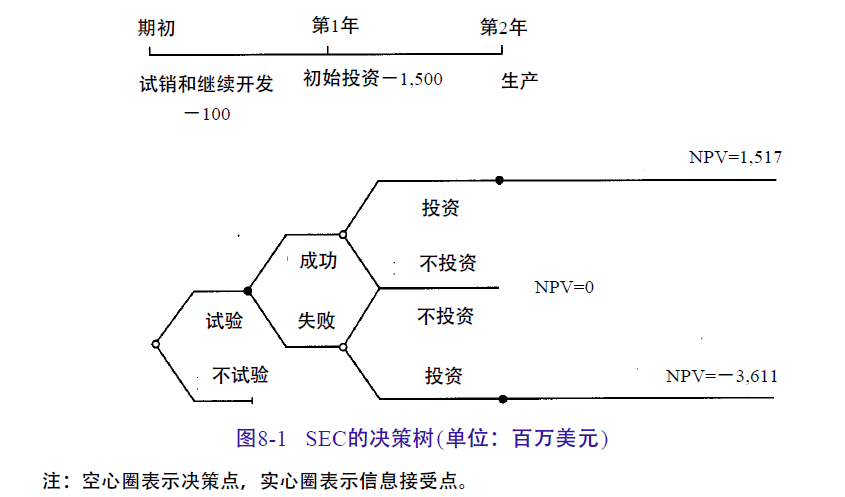 期初 第1年 第2年
试销和继续开发 初始投资－1,500 生产
－100
NPV=1,517
投资
成功 不投资
NPV=0
试验 失败 不投资
不试验 投资 NPV=－3,611
图8-1 SEC的决策树(单位：百万美元)
注：空心圈表示决策点，实心圈表示信息接受点。